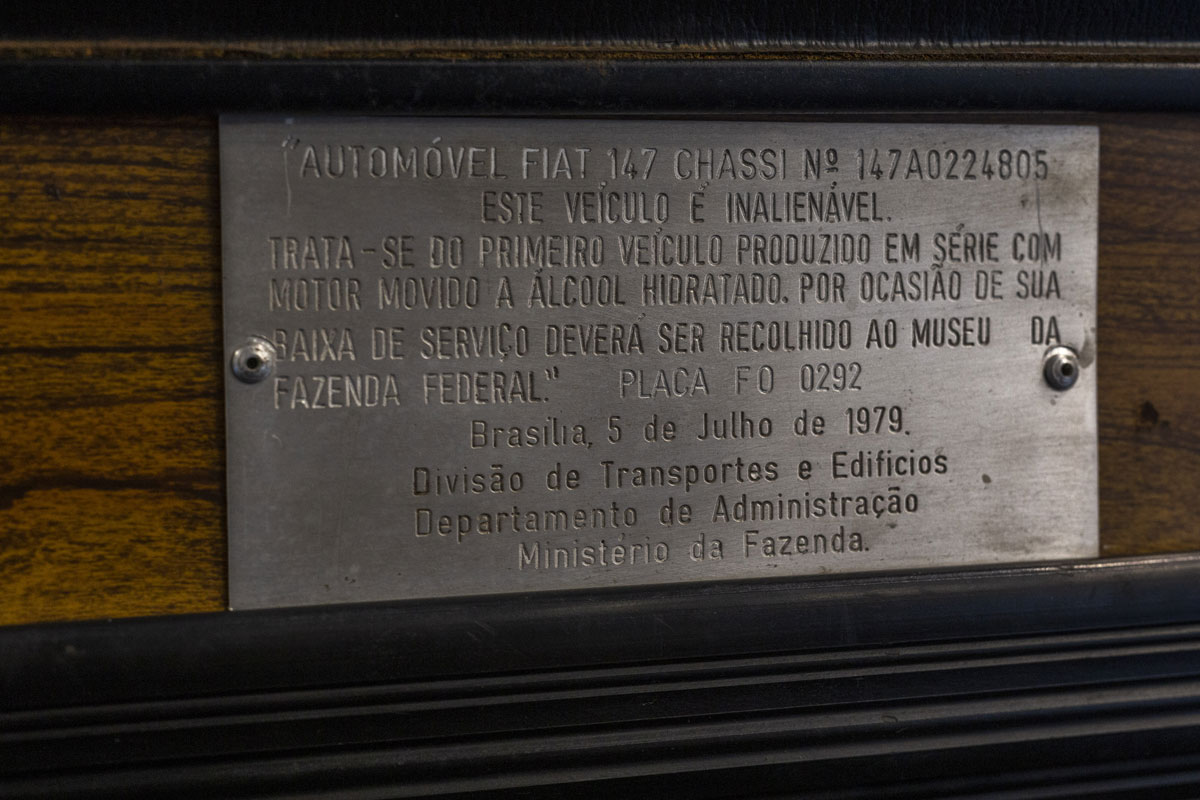 "AUTOMÓVEL FIAT 147 CHASSI Nº 147A0224805
ESTE VEÍCULO É INALIENÁVEL.
TRATA-SE DO PRIMEIRO VEÍCULO PRODUZIDO EM SÉRIE COM
MOTOR MOVIDO A ÁLCOOL HIDRATADO. POR OCASIÃO DE SUA
BAIXA DE SERVIÇO DEVERÁ SER RECOLHIDO AO MUSEU DA
FAZENDA FEDERAL." PLACA FO 0292
Brasília, 5 de Julho de 1979.
Divisão de Transportes e Edifícios
Departamento de Administração
Ministério da Fazenda.